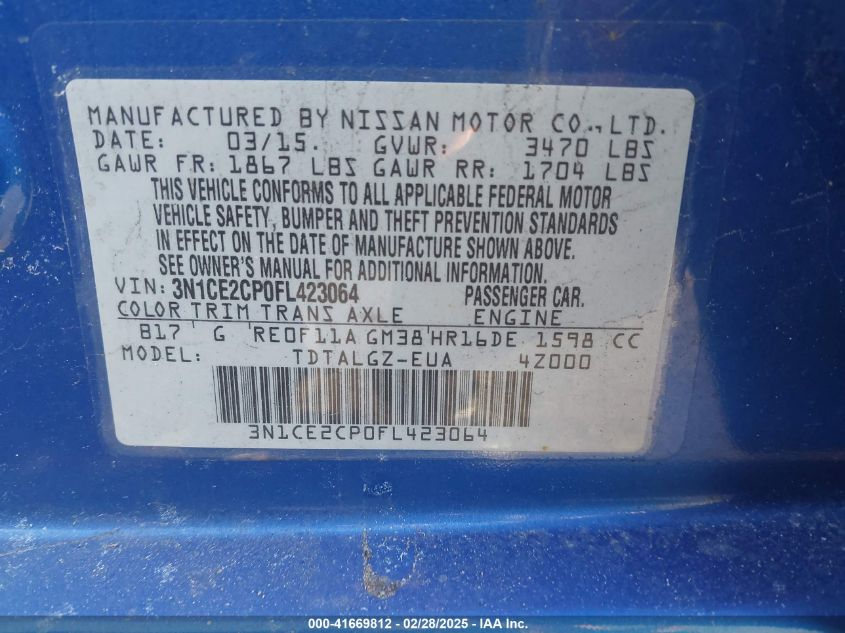 MANUFACTURED BY NISSAN MOTOR CO., LTD.
DATE: 03/15. GVWR: 3470 LBS
GAWR FR: 1867 LBS GAWR RR: 1704 LBS
THIS VEHICLE CONFORMS TO ALL APPLICABLE FEDERAL MOTOR
VEHICLE SAFETY, BUMPER AND THEFT PREVENTION STANDARDS
IN EFFECT ON THE DATE OF MANUFACTURE SHOWN ABOVE.
SEE OWNER'S MANUAL FOR ADDITIONAL INFORMATION.
VIN: 3N1CE2CP0FL423064 PASSENGER CAR.
COLOR TRIM TRANS AXLE ENGINE
B17 G RE0F11A GM38 HR16DE 1598 CC
MODEL: TDTALGZ-EUA 4Z000
3N1CE2CP0FL423064
000-41669812 - 02/28/2025 - IAA Inc.